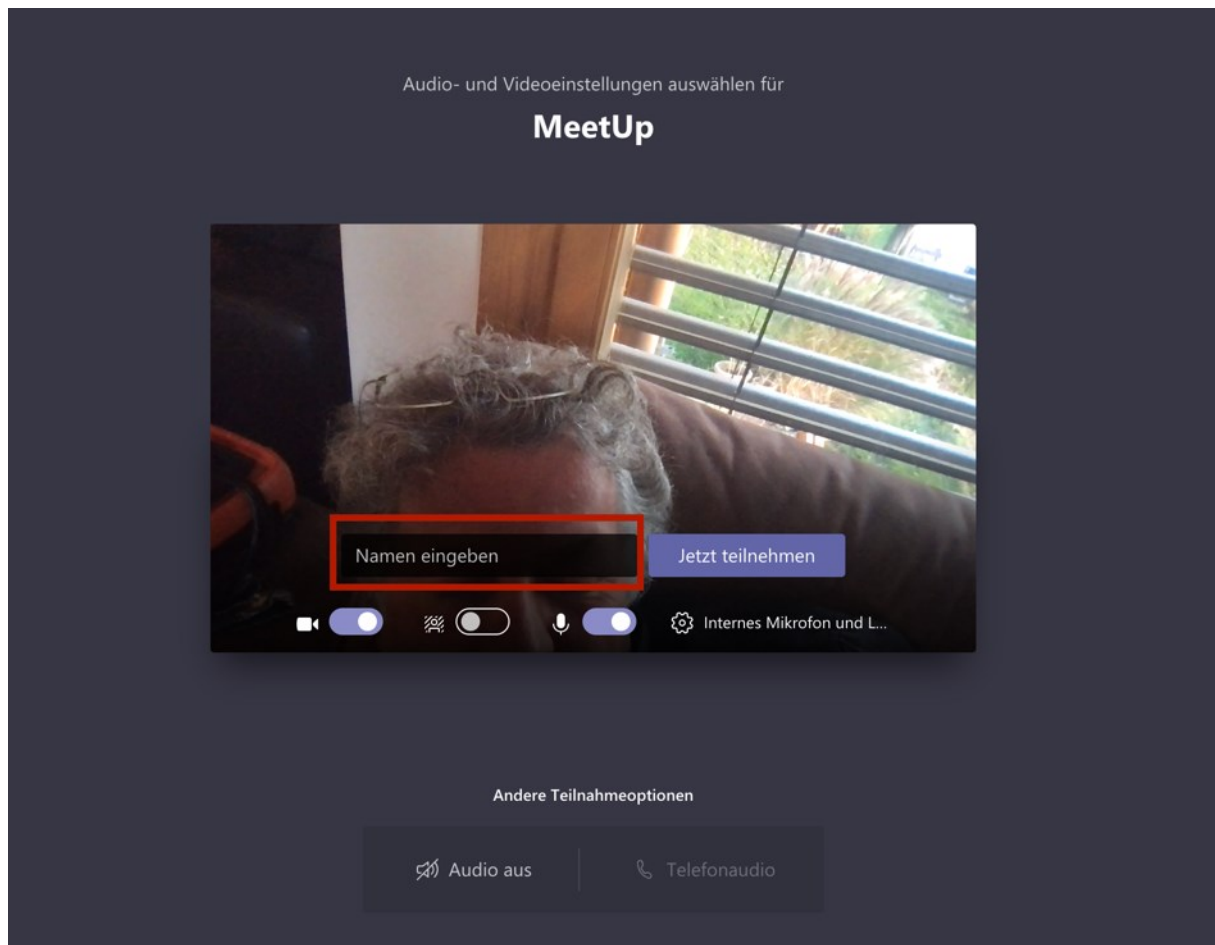 Audio- und Videoeinstellungen auswählen für
MeetUp
Namen eingeben
Jetzt teilnehmen
Internes Mikrofon und L...
Andere Teilnahmeoptionen
Audio aus
Telefonaudio